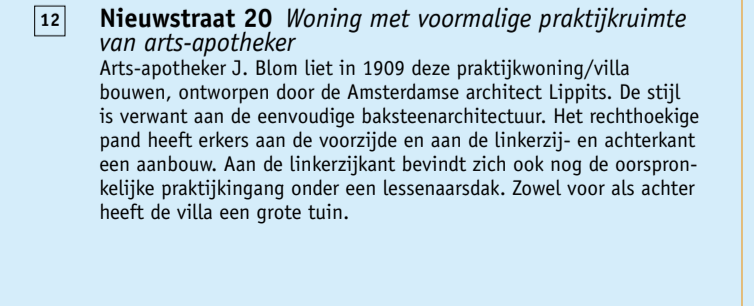 12 Nieuwstraat 20 Woning met voormalige praktijkruimte
van arts-apotheker
Arts-apotheker J. Blom liet in 1909 deze praktijkwoning/villa
bouwen, ontworpen door de Amsterdamse architect Lippits. De stijl
is verwant aan de eenvoudige baksteenarchitectuur. Het rechthoekige
pand heeft erkers aan de voorzijde en aan de linkerzij- en achterkant
een aanbouw. Aan de linkerzijkant bevindt zich ook nog de oorspron-
kelijke praktijkingang onder een lessenaarsdak. Zowel voor als achter
heeft de villa een grote tuin.